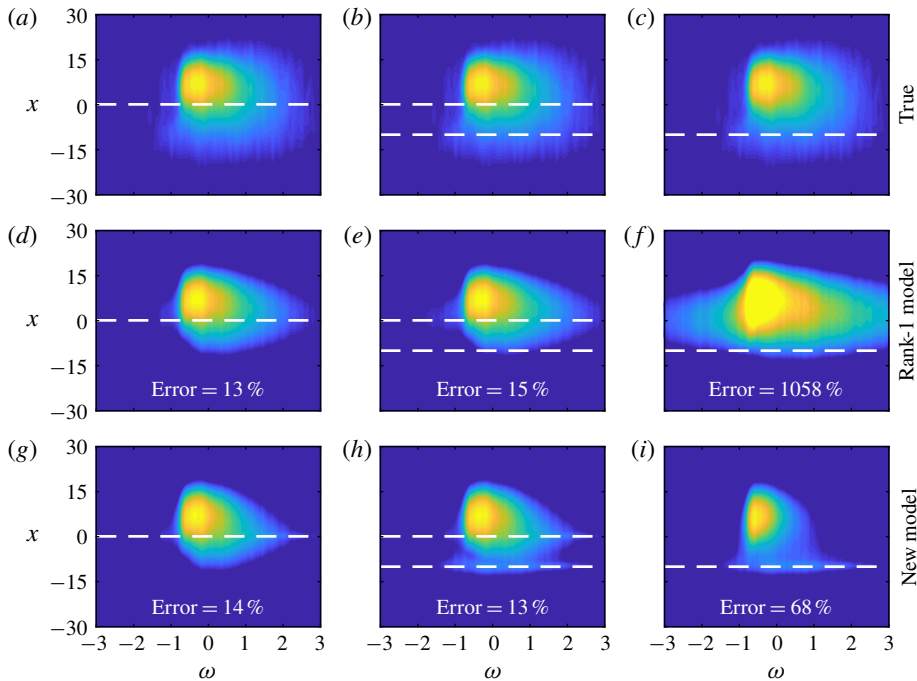 (a) (b) (c)
30
15
x 0 True
−15
−30
(d) (e) (f)
30
15
x 0 Rank-1 model
−15
Error = 13 % Error = 15 % Error = 1058 %
−30
(g) (h) (i)
30
15
x 0 New model
−15
Error = 14 % Error = 13 % Error = 68 %
−30
−3 −2 −1 0 1 2 3 −3 −2 −1 0 1 2 3 −3 −2 −1 0 1 2 3
ω ω ω